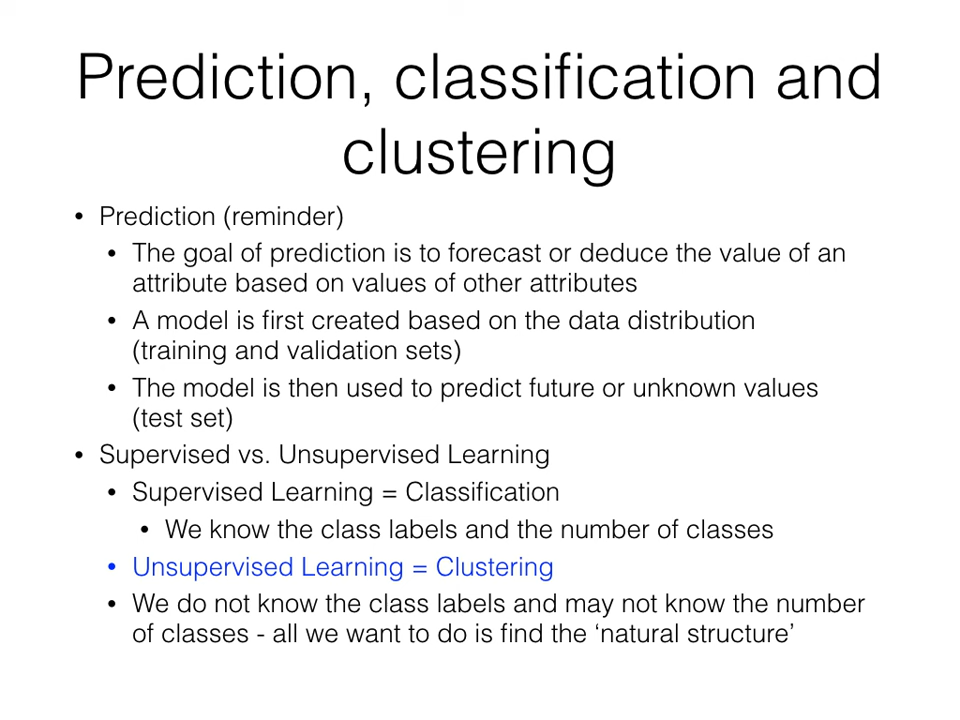 Prediction, classification and
clustering
• Prediction (reminder)
• The goal of prediction is to forecast or deduce the value of an
attribute based on values of other attributes
• A model is first created based on the data distribution
(training and validation sets)
• The model is then used to predict future or unknown values
(test set)
• Supervised vs. Unsupervised Learning
• Supervised Learning = Classification
• We know the class labels and the number of classes
• Unsupervised Learning = Clustering
• We do not know the class labels and may not know the number
of classes - all we want to do is find the ‘natural structure’